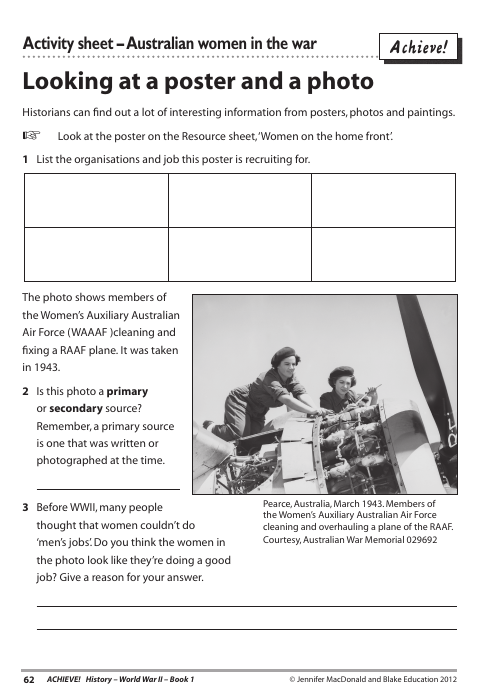 Activity sheet – Australian women in the war
Achieve!
Looking at a poster and a photo
Historians can find out a lot of interesting information from posters, photos and paintings.
☞ Look at the poster on the Resource sheet, ‘Women on the home front’.
1 List the organisations and job this poster is recruiting for.
The photo shows members of
the Women’s Auxiliary Australian
Air Force (WAAAF )cleaning and
fixing a RAAF plane. It was taken
in 1943.
2 Is this photo a primary
or secondary source?
Remember, a primary source
is one that was written or
photographed at the time.
Pearce, Australia, March 1943. Members of
the Women’s Auxiliary Australian Air Force
cleaning and overhauling a plane of the RAAF.
Courtesy, Australian War Memorial 029692
3 Before WWII, many people
thought that women couldn’t do
‘men’s jobs’. Do you think the women in
the photo look like they’re doing a good
job? Give a reason for your answer.
62 ACHIEVE! History – World War II – Book 1
© Jennifer MacDonald and Blake Education 2012